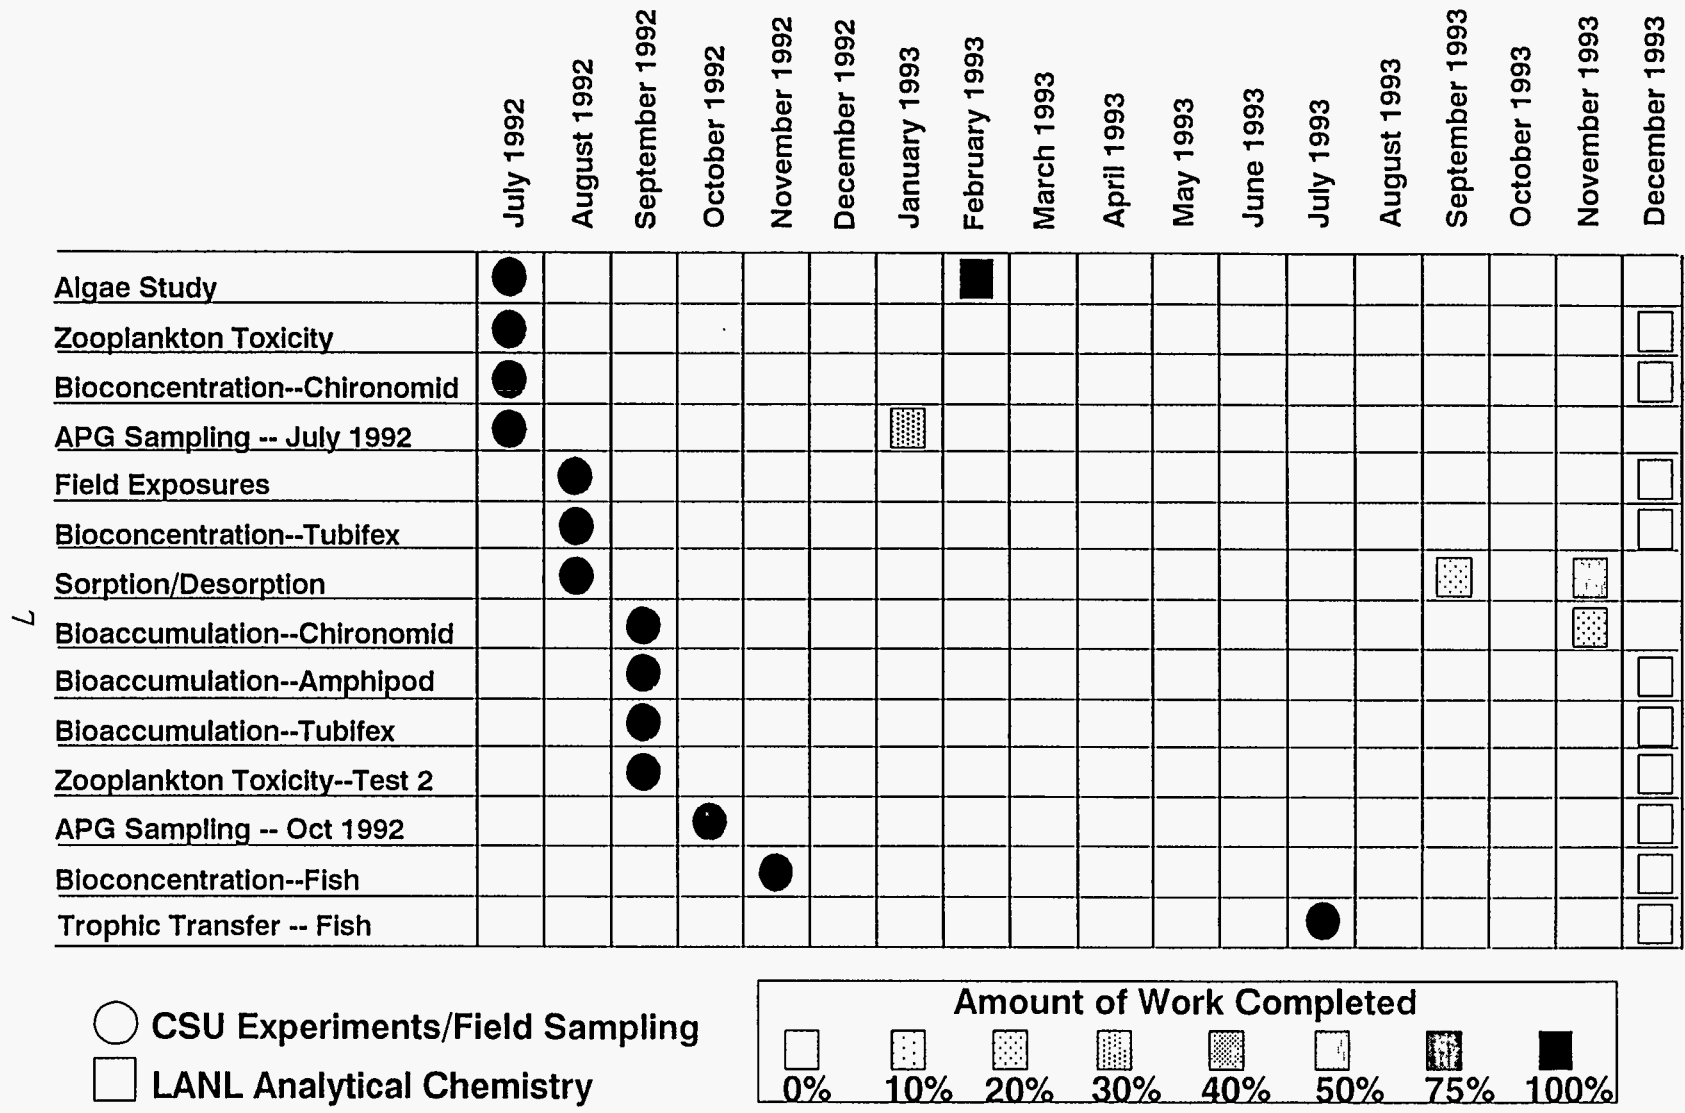 July 1992
August 1992
September 1992
October 1992
November 1992
December 1992
January 1993
February 1993
March 1993
April 1993
May 1993
June 1993
July 1993
August 1993
September 1993
October 1993
November 1993
December 1993
Algae Study
Zooplankton Toxicity
Bioconcentration--Chironomid
APG Sampling -- July 1992
Field Exposures
Bioconcentration--Tubifex
Sorption/Desorption
Bioaccumulation--Chironomid
Bioaccumulation--Amphipod
Bioaccumulation--Tubifex
Zooplankton Toxicity--Test 2
APG Sampling -- Oct 1992
Bioconcentration--Fish
Trophic Transfer -- Fish
7
CSU Experiments/Field Sampling
LANL Analytical Chemistry
Amount of Work Completed
0% 10% 20% 30% 40% 50% 75% 100%